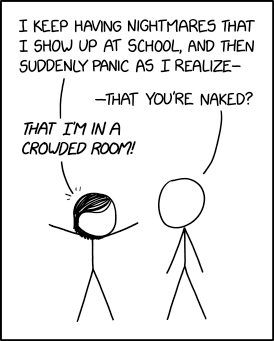 I KEEP HAVING NIGHTMARES THAT
I SHOW UP AT SCHOOL, AND THEN
SUDDENLY PANIC AS I REALIZE—
—THAT YOU'RE NAKED?
THAT I'M IN A
CROWDED ROOM!